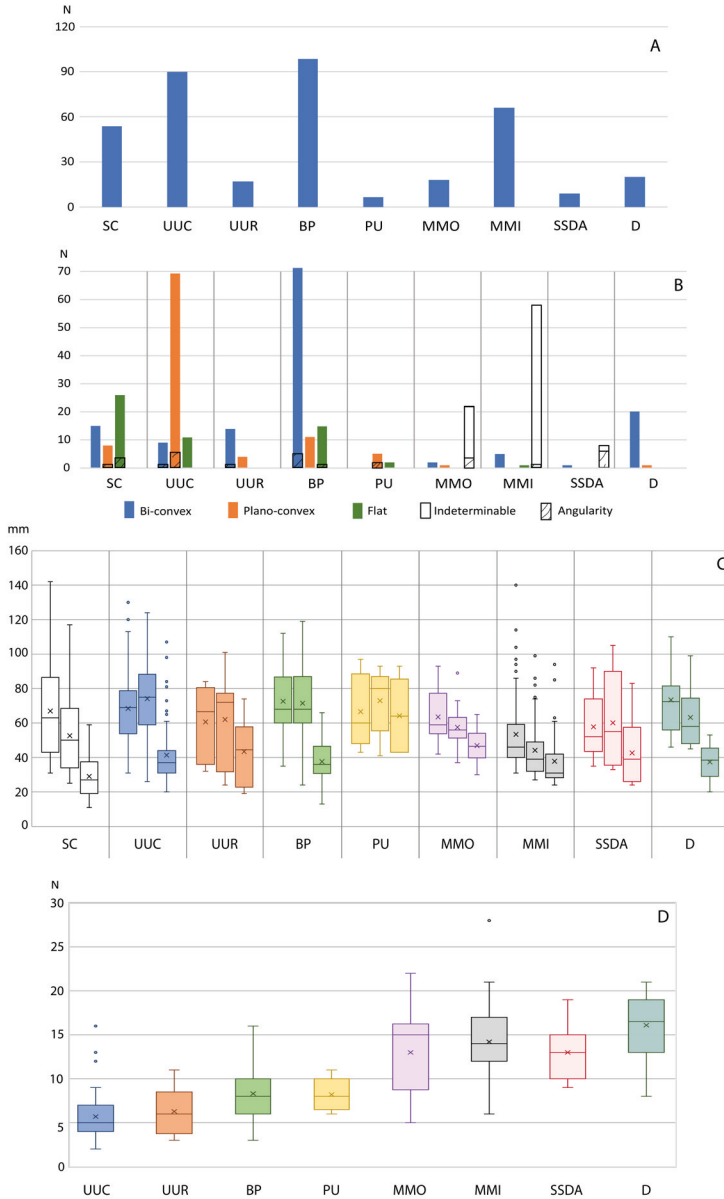 N
A
120
90
60
30
0
SC UUC UUR BP PU MMO MMI SSDA D
N
B
70
60
50
40
30
20
10
0
SC UUC UUR BP PU MMO MMI SSDA D
Bi-convex Plano-convex Flat Indeterminable Angularity
mm
C
160
140
120
100
80
60
40
20
0
SC UUC UUR BP PU MMO MMI SSDA D
N
D
30
25
20
15
10
5
0
UUC UUR BP PU MMO MMI SSDA D